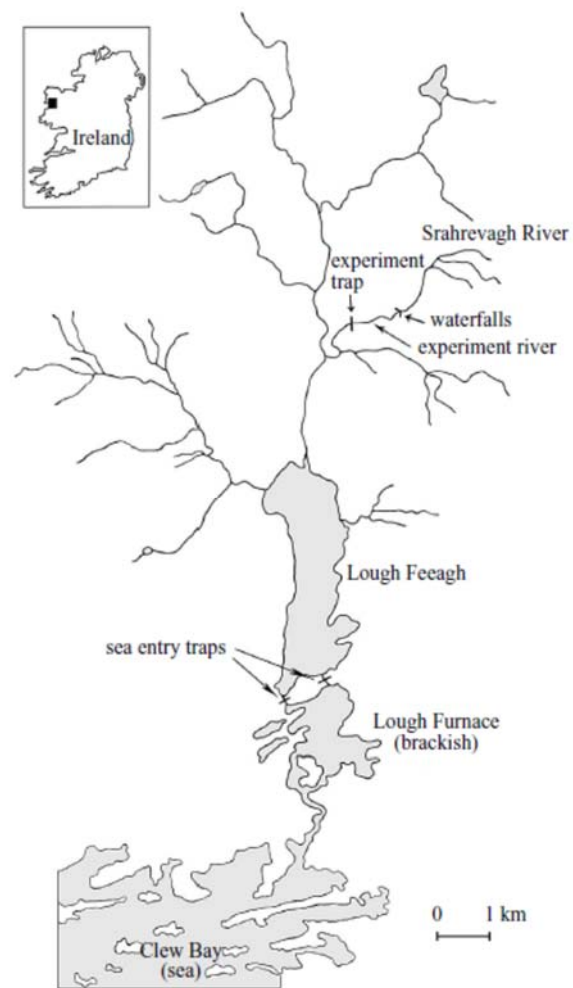 Ireland
Srahrevagh River
experiment
trap
waterfalls
experiment river
Lough Feeagh
sea entry traps
Lough Furnace
(brackish)
0 1 km
Clew Bay
(sea)